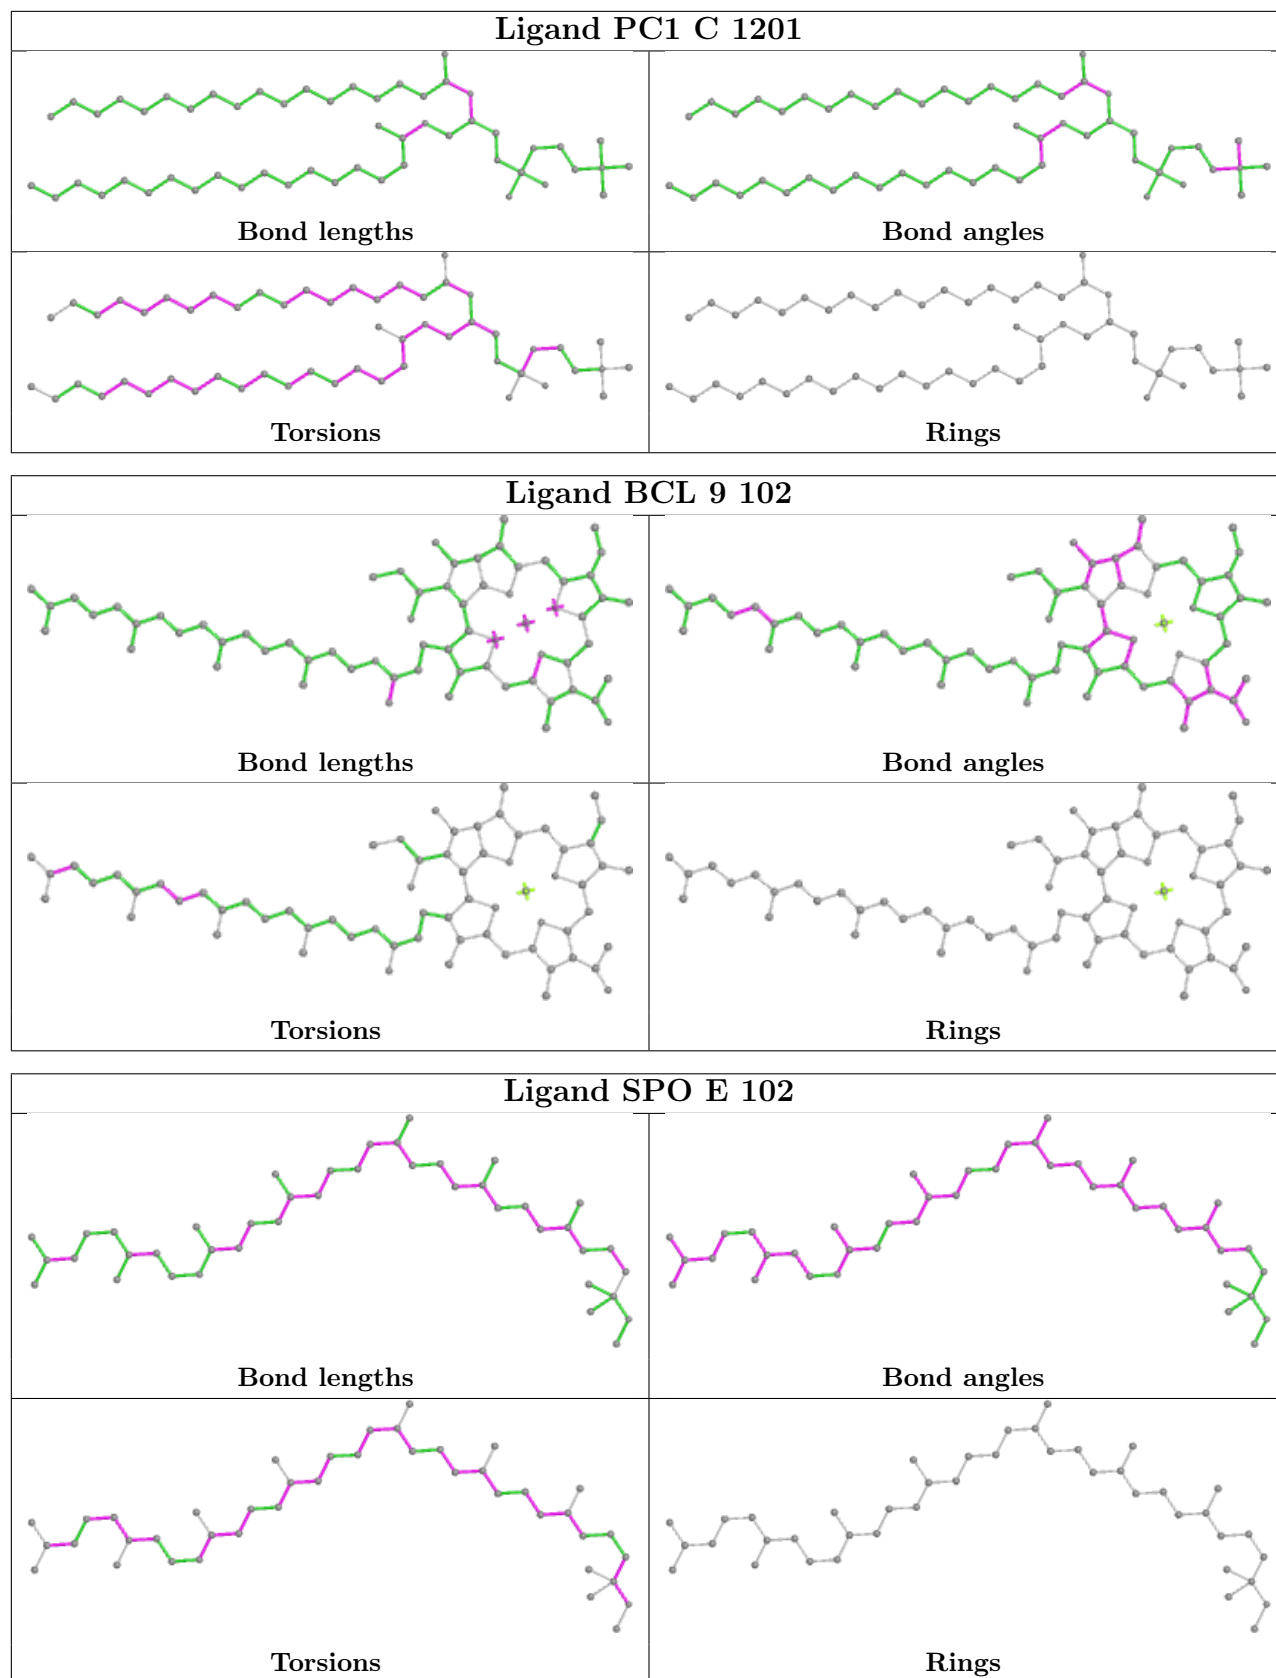 Ligand PC1 C 1201
Bond lengths
Bond angles
Torsions
Rings
Ligand BCL 9 102
Bond lengths
Bond angles
Torsions
Rings
Ligand SPO E 102
Bond lengths
Bond angles
Torsions
Rings